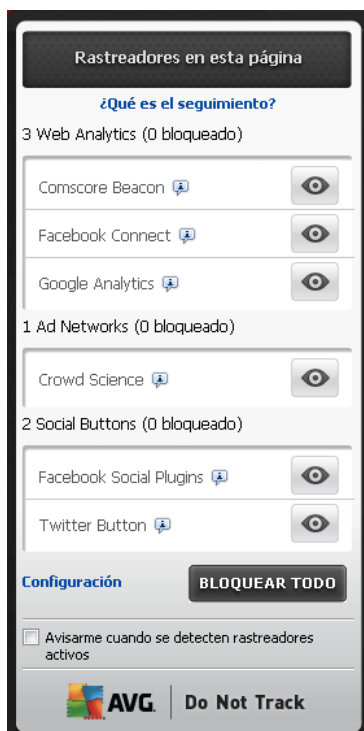 Rastreadores en esta página
¿Qué es el seguimiento?
3 Web Analytics (0 bloqueado)
Comscore Beacon
Facebook Connect
Google Analytics
1 Ad Networks (0 bloqueado)
Crowd Science
2 Social Buttons (0 bloqueado)
Facebook Social Plugins
Twitter Button
Configuración BLOQUEAR TODO
Avisarme cuando se detecten rastreadores
activos
AVG. Do Not Track